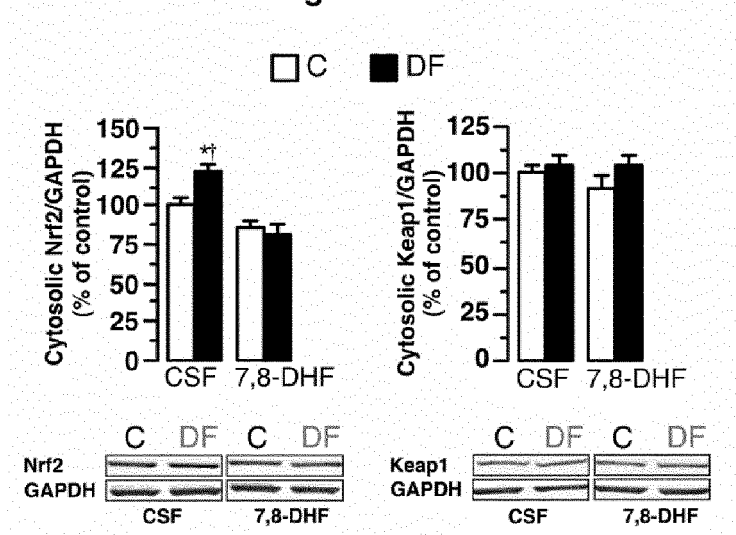 C DF
Cytosolic Nrf2/GAPDH
(% of control)
150
125
100
75
50
25
0
*†
CSF 7,8-DHF
Cytosolic Keap1/GAPDH
(% of control)
125
100
75
50
25
0
CSF 7,8-DHF
C DF C DF
Nrf2
GAPDH
CSF 7,8-DHF
C DF C DF
Keap1
GAPDH
CSF 7,8-DHF